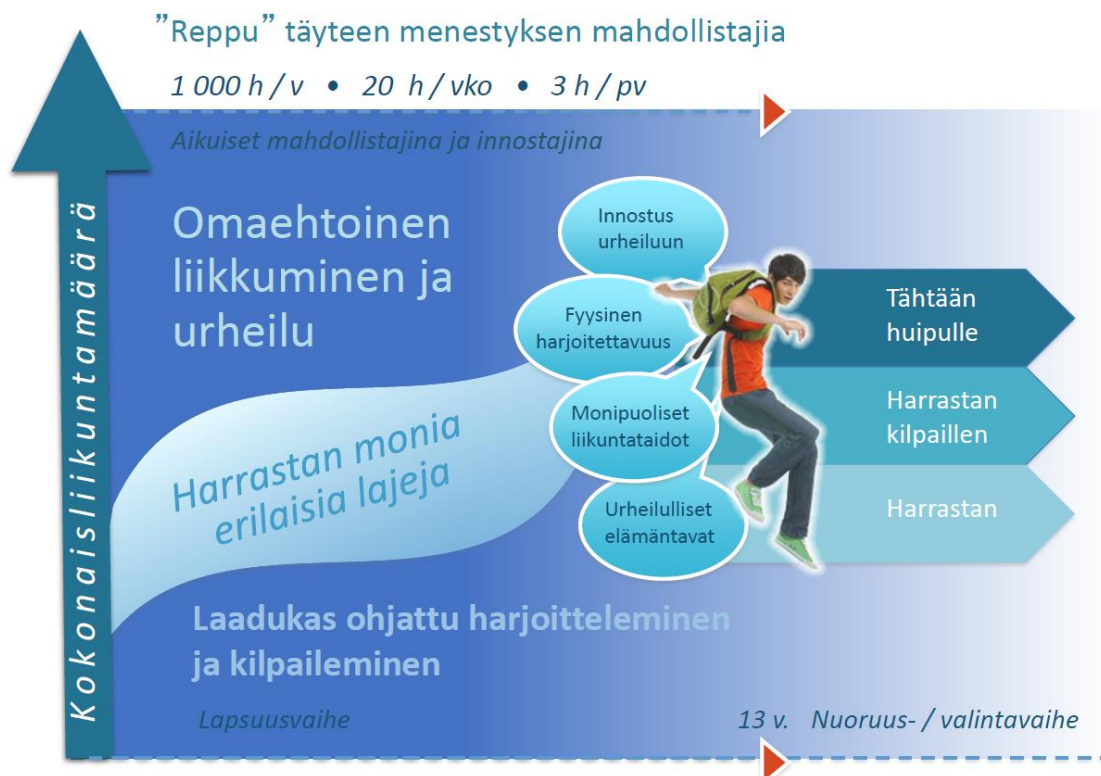 ”Reppu” täyteen menestyksen mahdollistajia
1 000 h / v • 20 h / vko • 3 h / pv
Aikuiset mahdollistajina ja innostajina
Kokonaisliikuntamäärä
Omaehtoinen
liikkuminen ja
urheilu
Innostus
urheiluun
Fyysinen
harjoitettavuus
Monipuoliset
liikuntataidot
Urheilulliset
elämäntavat
Tähtään
huipulle
Harrastan
kilpaillen
Harrastan
Harrastan monia
erilaisia lajeja
Laadukas ohjattu harjoitteleminen
ja kilpaileminen
Lapsuusvaihe
13 v. Nuoruus- / valintavaihe